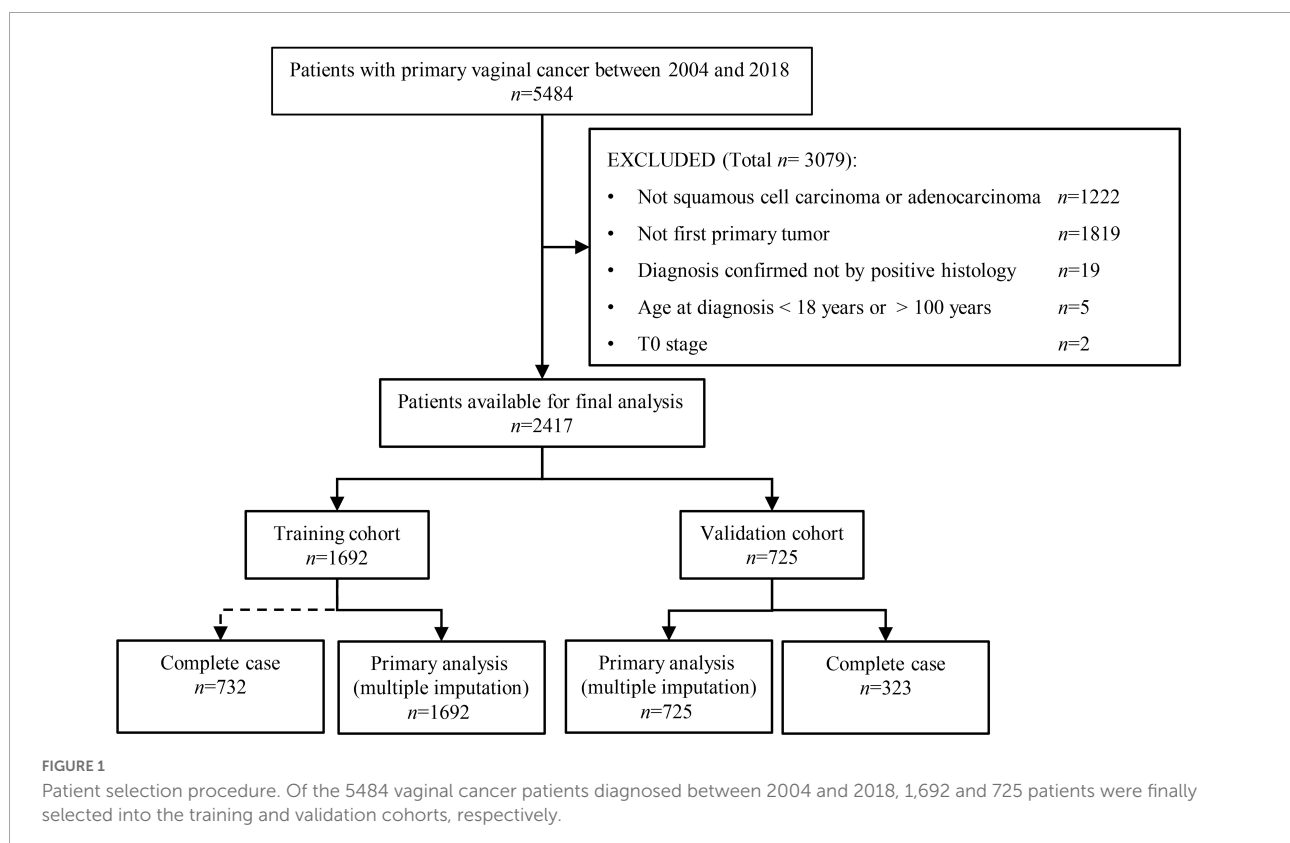 Patients with primary vaginal cancer between 2004 and 2018
n=5484
EXCLUDED (Total n= 3079):
• Not squamous cell carcinoma or adenocarcinoma n=1222
• Not first primary tumor n=1819
• Diagnosis confirmed not by positive histology n=19
• Age at diagnosis < 18 years or > 100 years n=5
• T0 stage n=2
Patients available for final analysis
n=2417
Training cohort
n=1692
Validation cohort
n=725
Complete case
n=732
Primary analysis
(multiple imputation)
n=1692
Primary analysis
(multiple imputation)
n=725
Complete case
n=323
FIGURE 1
Patient selection procedure. Of the 5484 vaginal cancer patients diagnosed between 2004 and 2018, 1,692 and 725 patients were finally
selected into the training and validation cohorts, respectively.